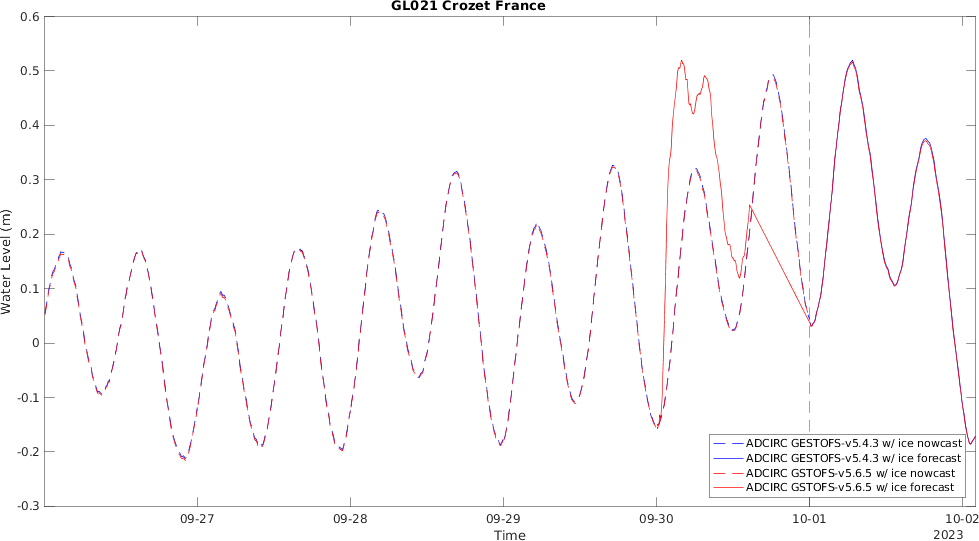 GL021 Crozet France
0.6
0.5
0.4
0.3
0.2
0.1
0
-0.1
-0.2
-0.3
Water Level (m)
ADCIRC GESTOFS-v5.4.3 w/ ice nowcast
ADCIRC GESTOFS-v5.4.3 w/ ice forecast
ADCIRC GSTOFS-v5.6.5 w/ ice nowcast
ADCIRC GSTOFS-v5.6.5 w/ ice forecast
09-27 09-28 09-29 09-30 10-01 10-02
Time
2023